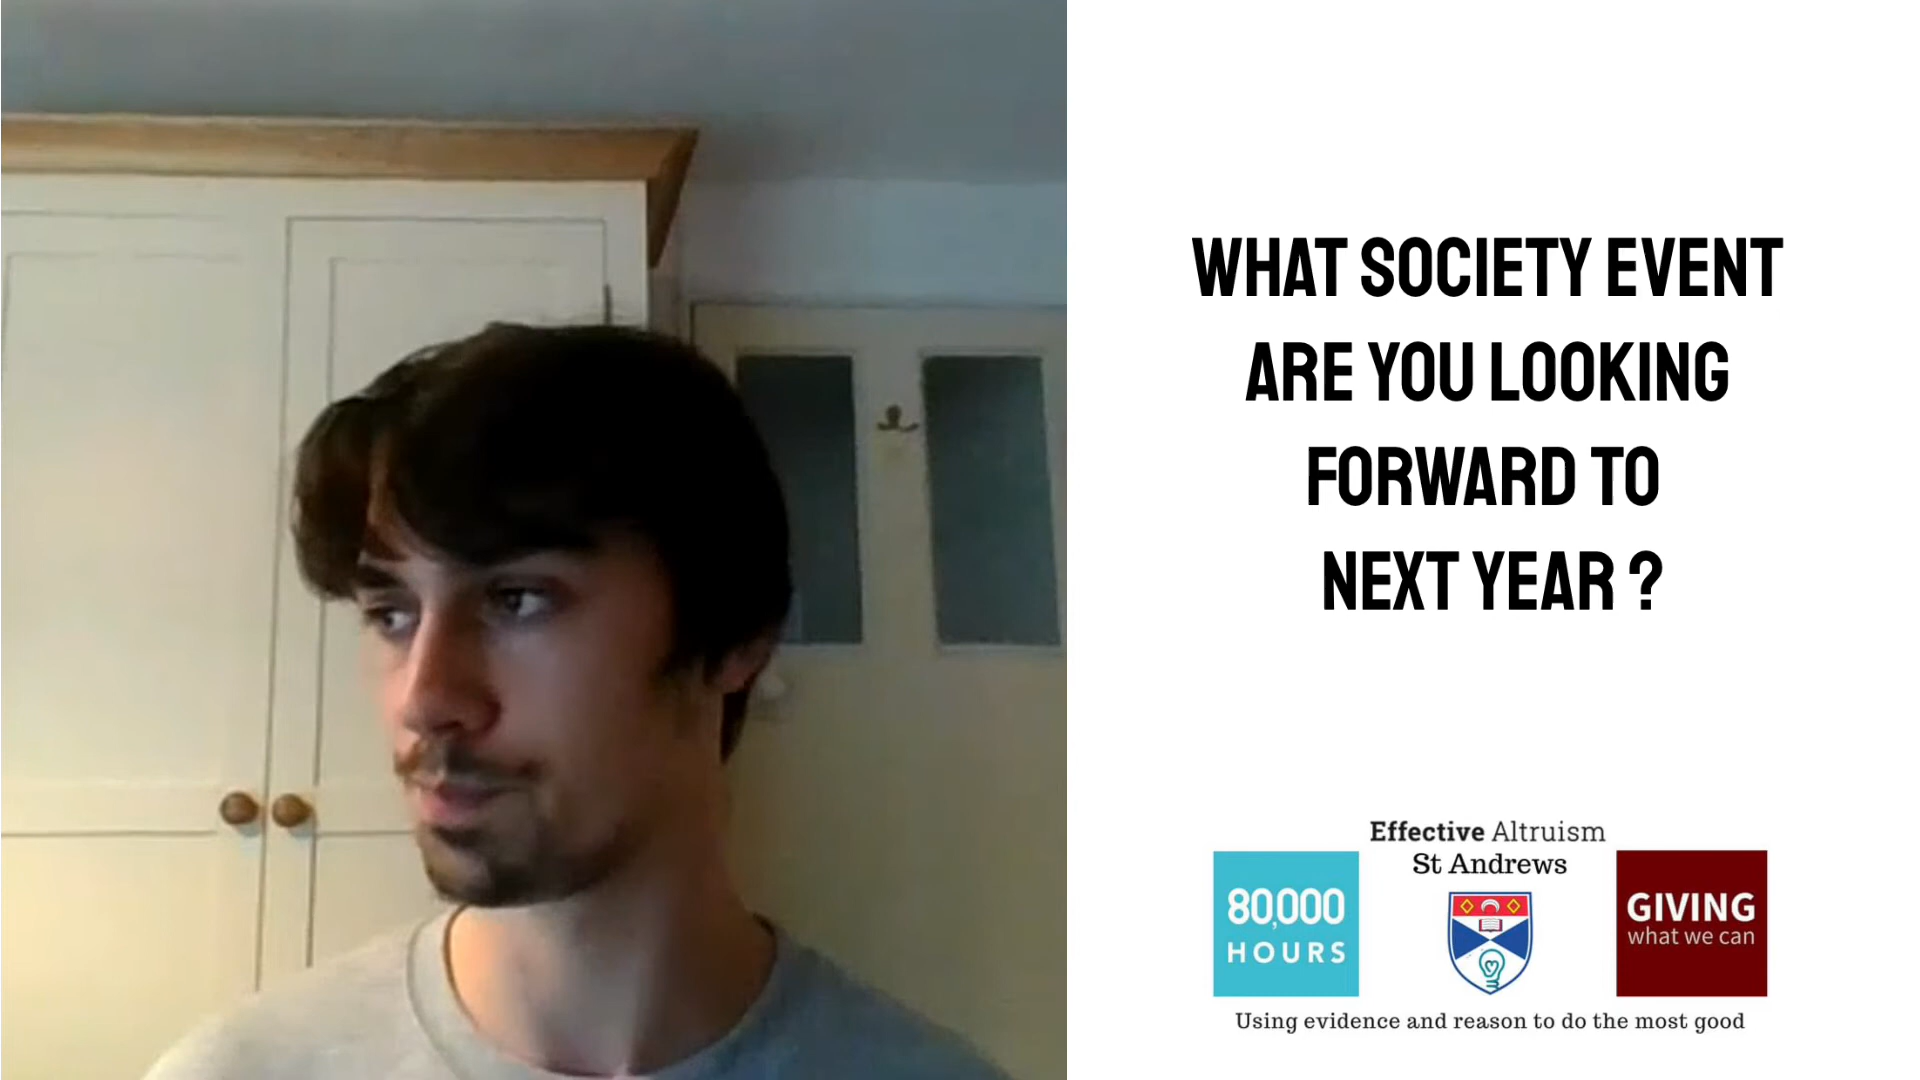 WHAT SOCIETY EVENT
ARE YOU LOOKING
FORWARD TO
NEXT YEAR ?
Effective Altruism
St Andrews
80,000
HOURS
GIVING
what we can
Using evidence and reason to do the most good